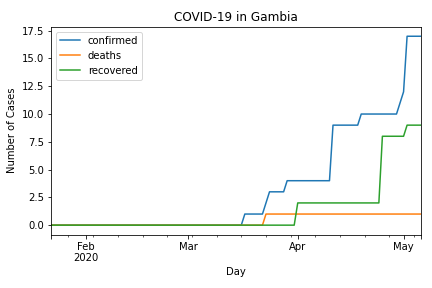 COVID-19 in Gambia
confirmed
deaths
recovered
Number of Cases
17.5
15.0
12.5
10.0
7.5
5.0
2.5
0.0
Feb
2020
Mar
Apr
May
Day